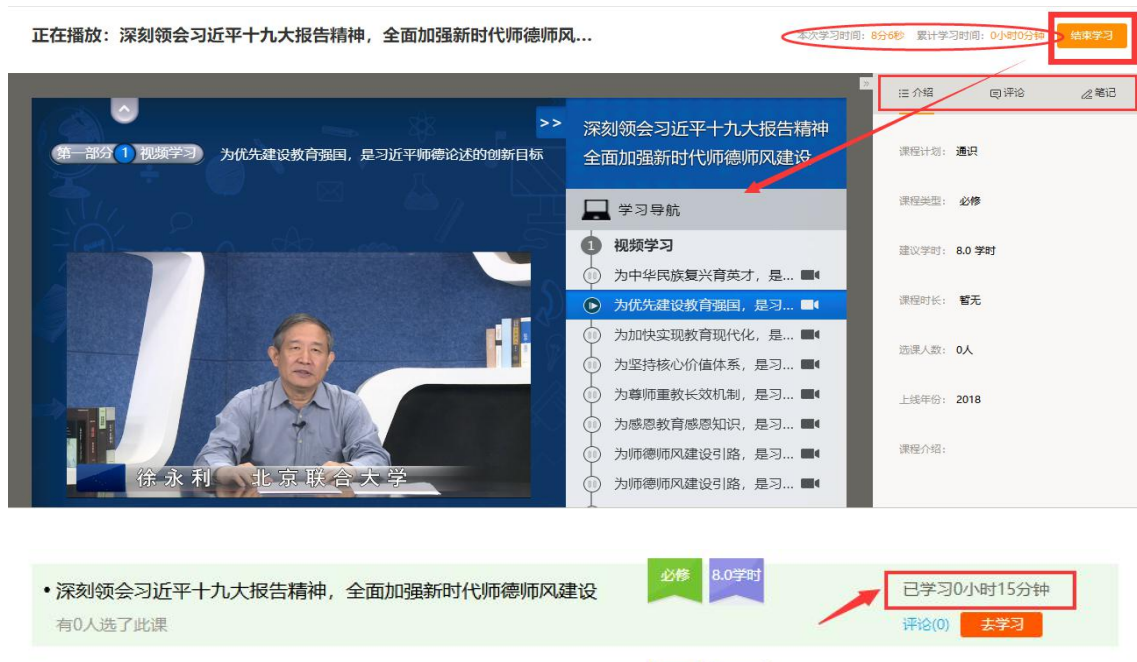 正在播放：深刻领会习近平十九大报告精神，全面加强新时代师德师风...
本次学习时间：8分6秒 累计学习时间：0小时0分钟 结束学习
>>
第一部分 1 视频学习 为优先建设教育强国，是习近平师德论述的创新目标
徐永利 北京联合大学
深刻领会习近平十九大报告精神
全面加强新时代师德师风建设
学习导航
1 视频学习
为中华民族复兴育英才，是...
为优先建设教育强国，是习...
为加快实现教育现代化，是...
为坚持核心价值体系，是习...
为尊师重教长效机制，是习...
为感恩教育感恩知识，是习...
为师德师风建设引路，是习...
为师德师风建设引路，是习...
介绍 评论 笔记
课程计划： 通识
课程类型： 必修
建议学时： 8.0 学时
课程时长： 暂无
选课人数： 0人
上线年份： 2018
课程介绍：
•深刻领会习近平十九大报告精神，全面加强新时代师德师风建设
必修 8.0学时
已学习0小时15分钟
有0人选了此课
评论(0) 去学习